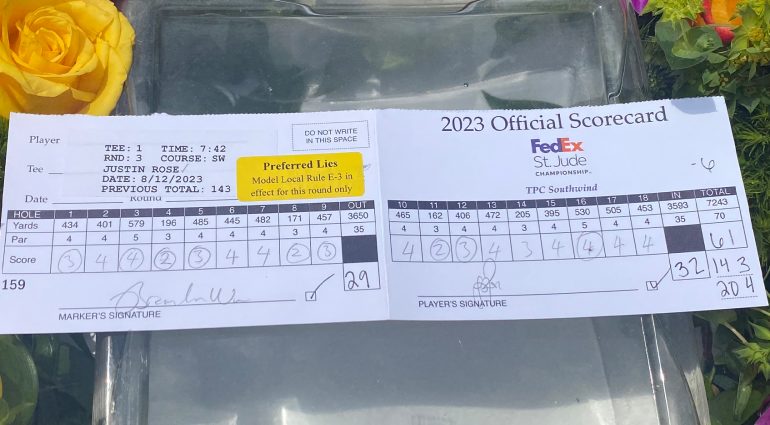 Player
TEE: 1 TIME: 7:42
RND: 3 COURSE: SW
JUSTIN ROSE
DATE: 8/12/2023
PREVIOUS TOTAL: 143
Tee
Date Round
DO NOT WRITE
IN THIS SPACE
Preferred Lies
Model Local Rule E-3 in
effect for this round only
HOLE 1 2 3 4 5 6 7 8 9 OUT
Yards 434 401 579 196 485 445 482 171 457 3650
Par 4 4 5 3 4 4 4 3 4 35
Score 3 4 4 2 3 4 4 2 3
29
159
MARKER'S SIGNATURE
2023 Official Scorecard
FedEx
St. Jude
CHAMPIONSHIP
TPC Southwind
-6
10 11 12 13 14 15 16 17 18 IN TOTAL
465 162 406 472 205 395 530 505 453 3593 7243
4 3 4 4 3 4 5 4 4 35 70
4 2 3 4 3 4 4 4 4 61
32 143
204
PLAYER'S SIGNATURE